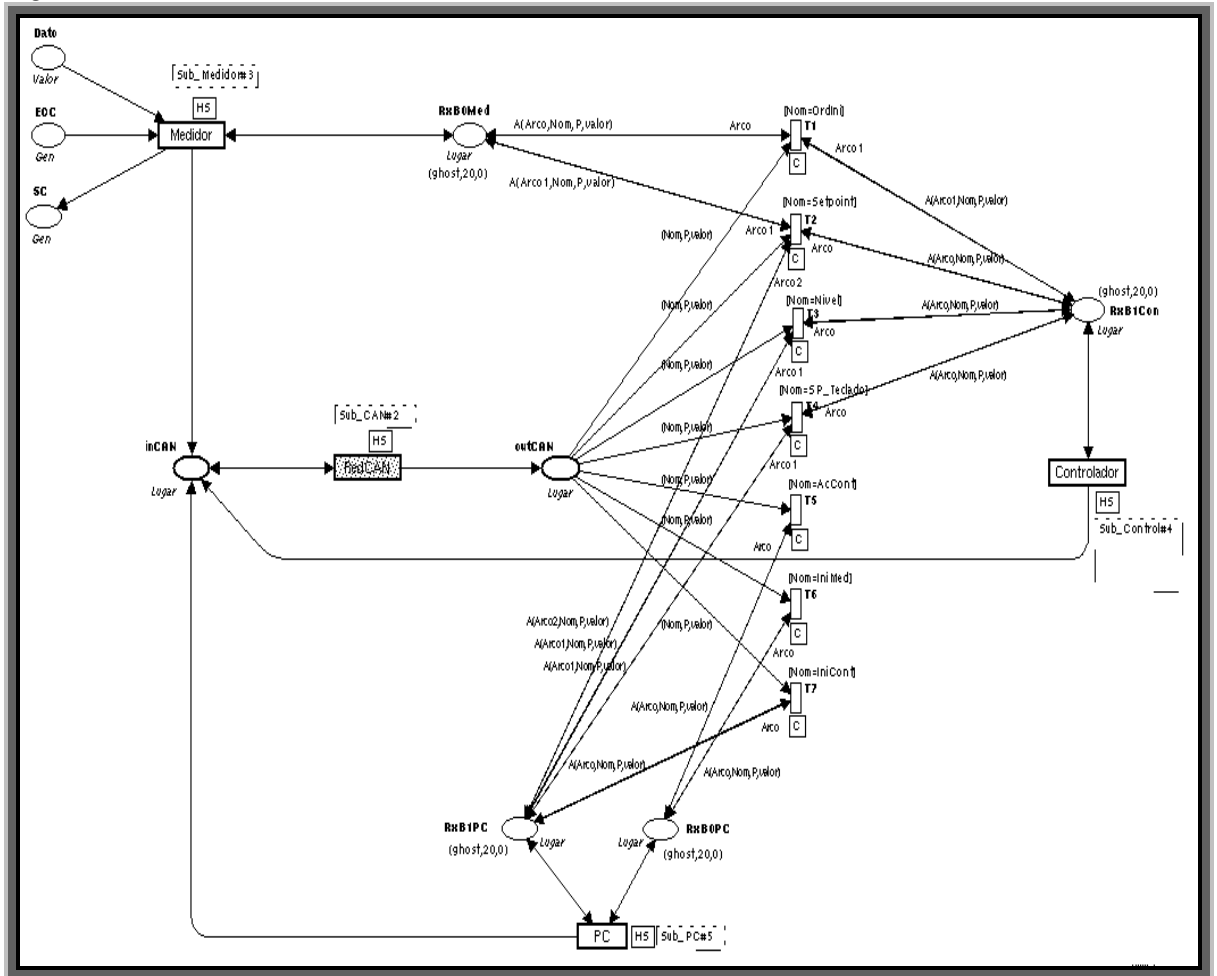 Dato
Valor
Sub_Medidor#3
HS
EOC
Medidor
Gen
SC
Gen
RxB0Med
Lugar
(ghost,20,0)
A(Arco,Nom,P,valor)
Arco
[Nom=OrdIni]
T1
C
Arco1
A(Arco1,Nom,P,valor)
A(Arco1,Nom,P,valor)
[Nom=Setpoint]
T2
Arco1
Arco
C
Arco2
(Nom,P,valor)
A(Arco,Nom,P,valor)
(ghost,20,0)
RxB1Con
Lugar
(Nom,P,valor)
[Nom=Nivel]
T3
Arco
C
Arco1
A(Arco,Nom,P,valor)
(Nom,P,valor)
[Nom=SP_Teclado]
T4
Arco
C
Arco1
A(Arco,Nom,P,valor)
(Nom,P,valor)
Sub_CAN#2
HS
inCAN
RedCAN
outCAN
Lugar
Lugar
Controlador
HS
Sub_Control#4
(Nom,P,valor)
[Nom=AcConf]
T5
C
Arco
(Nom,P,valor)
[Nom=IniMed]
T6
C
Arco
(Nom,P,valor)
A(Arco2,Nom,P,valor)
A(Arco1,Nom,P,valor)
A(Arco1,Nom,P,valor)
[Nom=IniConf]
T7
C
Arco
A(Arco,Nom,P,valor)
A(Arco,Nom,P,valor)
A(Arco,Nom,P,valor)
RxB1PC
Lugar
(ghost,20,0)
RxB0PC
Lugar
(ghost,20,0)
PC
HS
Sub_PC#5